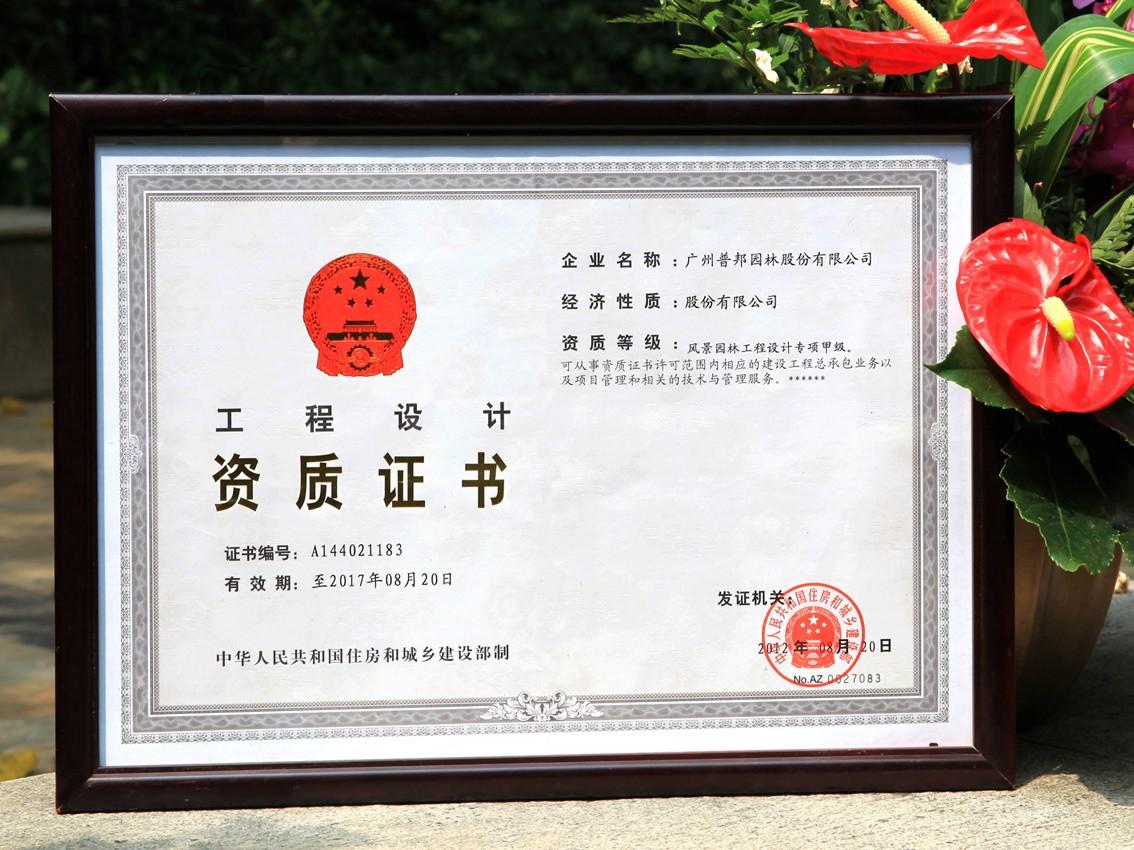 工程设计
资质证书
证书编号：A144021183
有效期：至2017年08月20日
中华人民共和国住房和城乡建设部制
企业名称：广州普邦园林股份有限公司
经济性质：股份有限公司
资质等级：风景园林工程设计专项甲级。
可从事资质证书许可范围内相应的建设工程总承包业务以
及项目管理和相关的技术与管理服务。******
发证机关：
中华人民共和国住房和城乡建设部
2012年08月20日
No.AZ 0027083